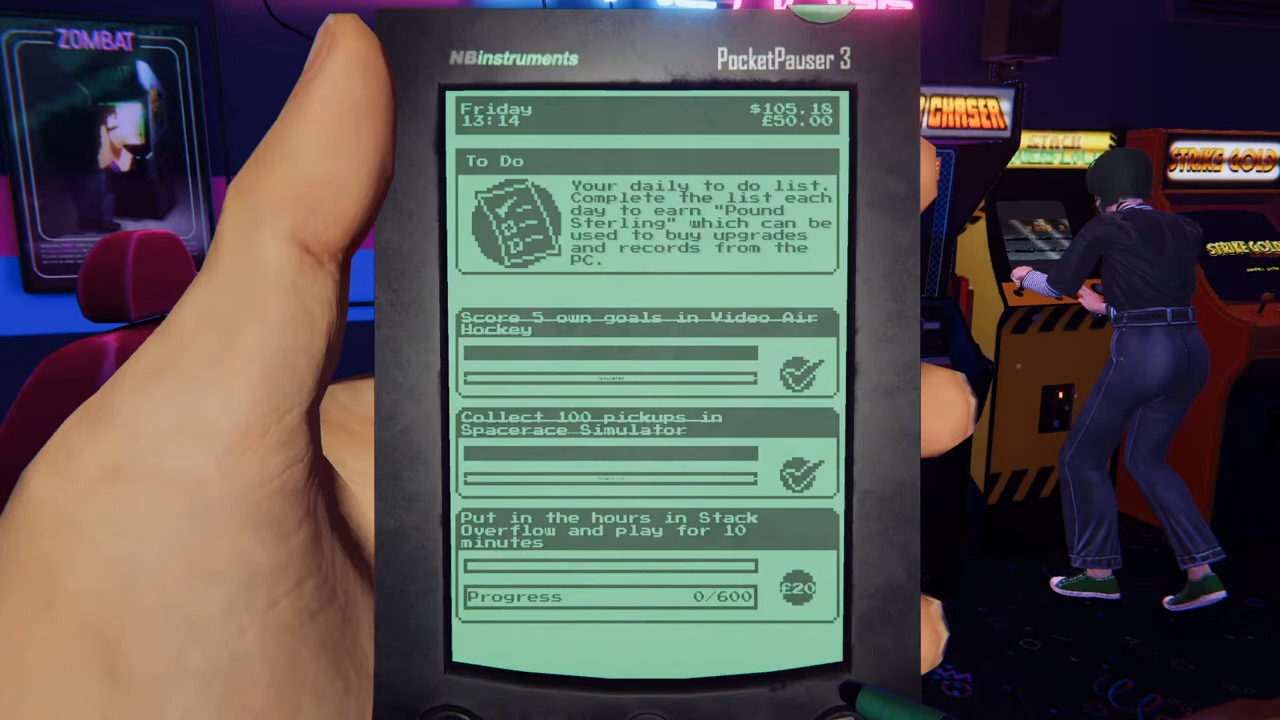 ZOMBAT
NBinstruments
PocketPauser 3
Friday
$105.18
13:14
£50.00
To Do
Your daily to do list.
Complete the list each
day to earn "Pound
Sterling" which can be
used to buy upgrades
and records from the
PC.
Score 5 own goals in Video Air
Hockey
Collect 100 pickups in
Spacerace Simulator
Put in the hours in Stack
Overflow and play for 10
minutes
£20
Progress 0/600
CHASER
STACK
STRIKE GOLD
STRIKE GOLD